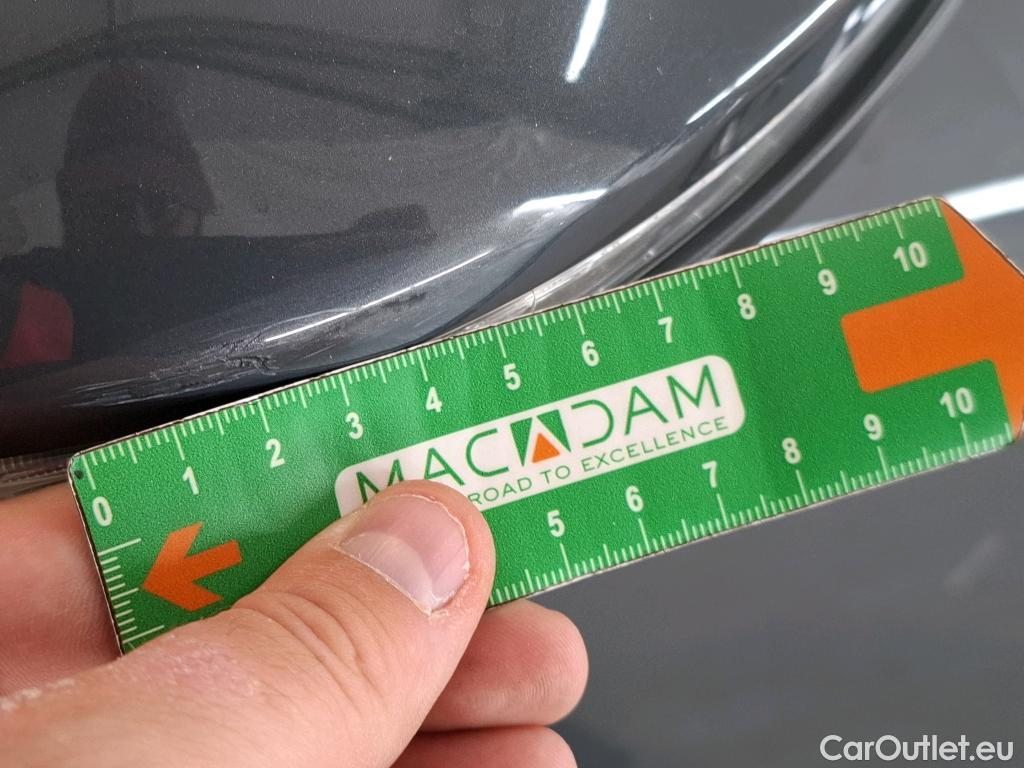 0 1 2 3 4 5 6 7 8 9 10
MACADAM
ROAD TO EXCELLENCE
5 6 7 8 9 10
CarOutlet.eu